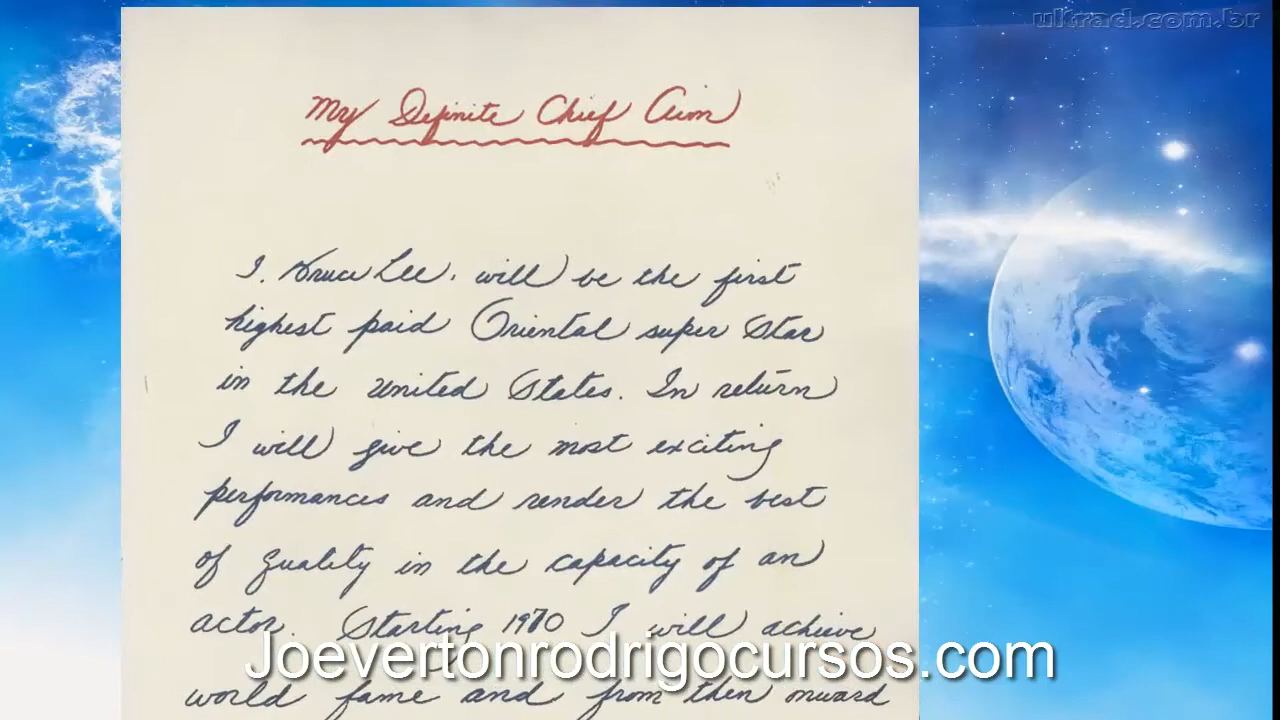 ultrad.com.br
My Definite Chief Aim
I, Bruce Lee, will be the first
highest paid Oriental super star
in the United States. In return
I will give the most exciting
performances and render the best
of quality in the capacity of an
actor. Starting 1970 I will achieve
Joevertonrodrigocursos.com
world fame and from then onward